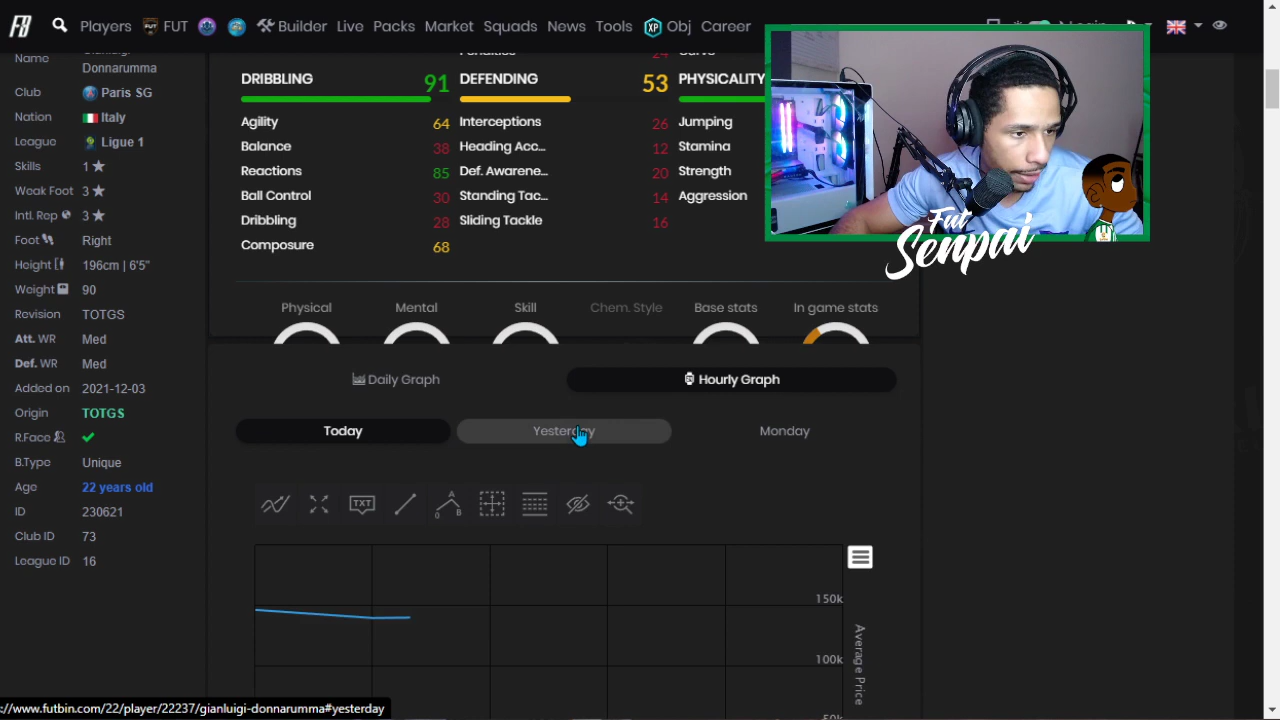 FB
Players
FUT
Builder
Live
Packs
Market
Squads
News
Tools
XP Obj
Career
Name
Donnarumma
Club Paris SG
Nation Italy
League Ligue 1
Skills 1★
Weak Foot 3★
Intl. Rep 3★
Foot Right
Height 196cm | 6'5"
Weight 90
Revision TOTGS
Att. WR Med
Def. WR Med
Added on 2021-12-03
Origin TOTGS
R.Face
B.Type Unique
Age 22 years old
ID 230621
Club ID 73
League ID 16
24
DRIBBLING 91
Agility 64
Balance 38
Reactions 85
Ball Control 30
Dribbling 28
Composure 68
DEFENDING 53
Interceptions 26
Heading Acc... 12
Def. Awarene... 20
Standing Tac... 14
Sliding Tackle 16
PHYSICALITY
Jumping
Stamina
Strength
Aggression
Fut
Senpai
Physical
Mental
Skill
Chem. Style
Base stats
In game stats
Daily Graph
Hourly Graph
Today
Yesterday
Monday
TXT
A
0 B
150k
100k
Average Price
://www.futbin.com/22/player/22237/gianluigi-donnarumma#yesterday